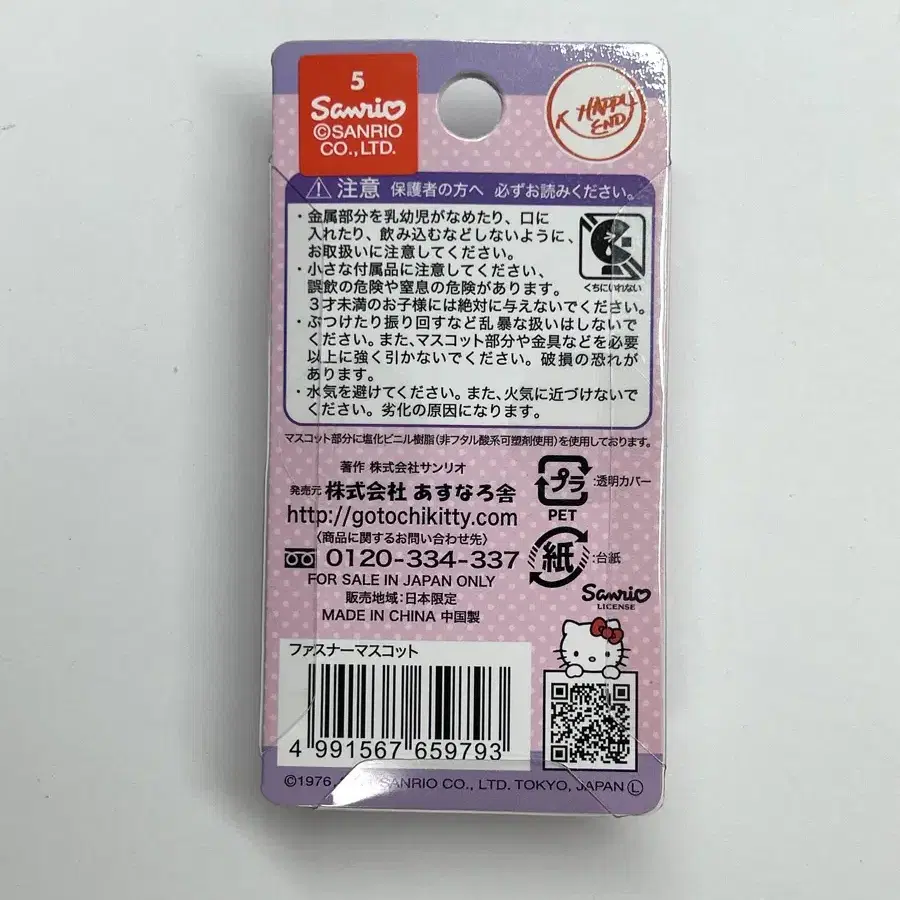 5
Sanrio
©SANRIO
CO.,LTD.
K HAPPY
END
注意 保護者の方へ 必ずお読みください。
・金属部分を乳幼児がなめたり、口に
入れたり、飲み込むなどしないように、
お取扱いに注意してください。
・小さな付属品に注意してください、
誤飲の危険や窒息の危険があります。
3才未満のお子様には絶対に与えないでください。
・ぶつけたり振り回すなど乱暴な扱いはしないで
ください。また、マスコット部分や金具などを必要
以上に強く引かないでください。破損の恐れが
あります。
・水気を避けてください。また、火気に近づけないで
ください。劣化の原因になります。
くちにいれない
マスコット部分に塩化ビニル樹脂(非フタル酸系可塑剤使用)を使用しております。
著作 株式会社サンリオ
発売元 株式会社 あすなろ舎
http://gotochikitty.com
〈商品に関するお問い合わせ先〉
0120-334-337
FOR SALE IN JAPAN ONLY
販売地域:日本限定
MADE IN CHINA 中国製
プラ :透明カバー
PET
紙 :台紙
Sanrio
LICENSE
ファスナーマスコット
4 991567 659793
©1976, SANRIO CO., LTD. TOKYO, JAPAN Ⓛ